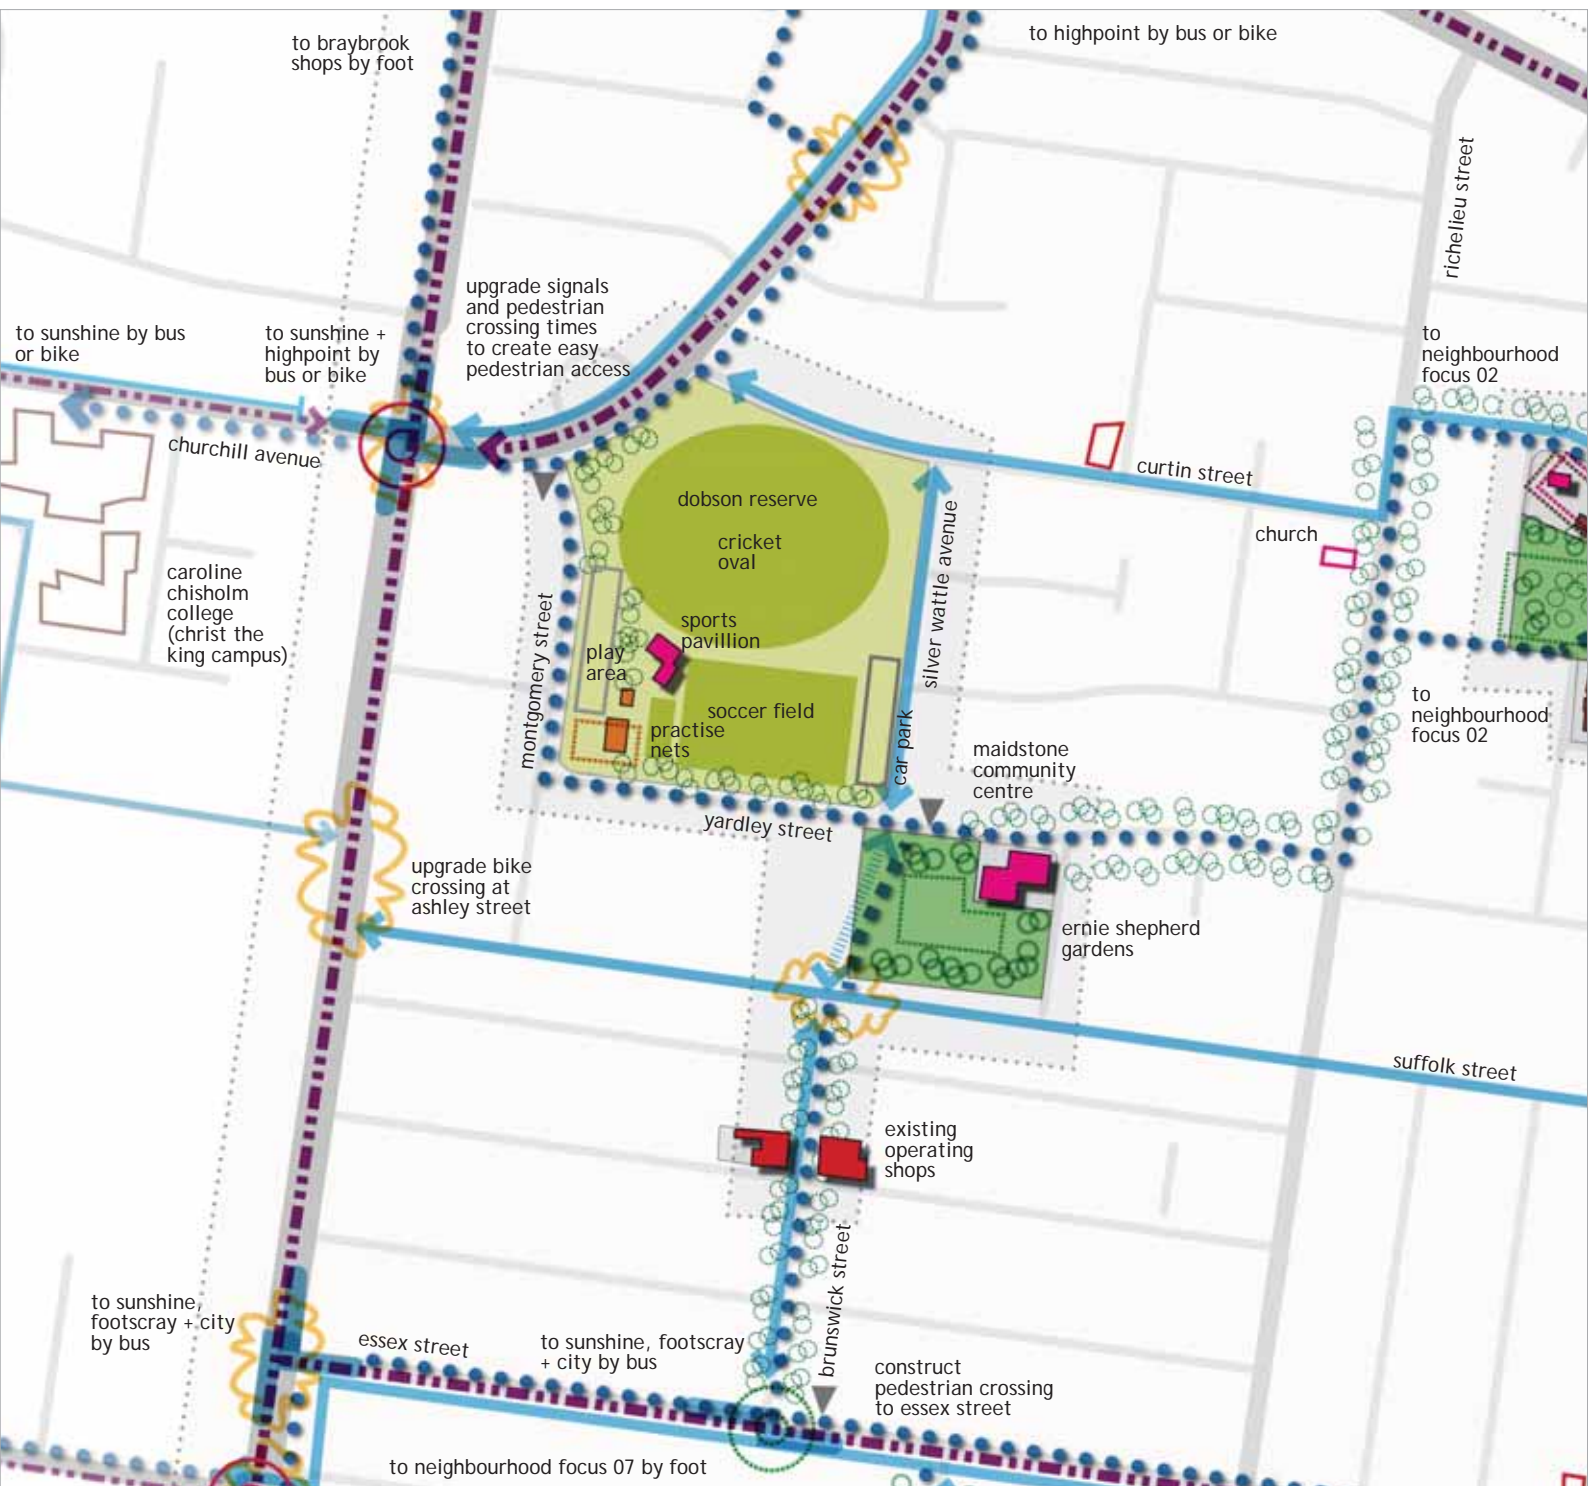 to braybrook
shops by foot
to highpoint by bus or bike
richelieu street
upgrade signals
and pedestrian
crossing times
to create easy
pedestrian access
to sunshine by bus
or bike
to sunshine +
highpoint by
bus or bike
to
neighbourhood
focus 02
churchill avenue
curtin street
dobson reserve
cricket
oval
church
silver wattle avenue
caroline
chisholm
college
(christ the
king campus)
montgomery street
sports
pavillion
play
area
soccer field
practise
nets
car park
to
neighbourhood
focus 02
maidstone
community
centre
yardley street
upgrade bike
crossing at
ashley street
ernie shepherd
gardens
suffolk street
existing
operating
shops
brunswick street
to sunshine,
footscray + city
by bus
essex street
to sunshine, footscray
+ city by bus
construct
pedestrian crossing
to essex street
to neighbourhood focus 07 by foot